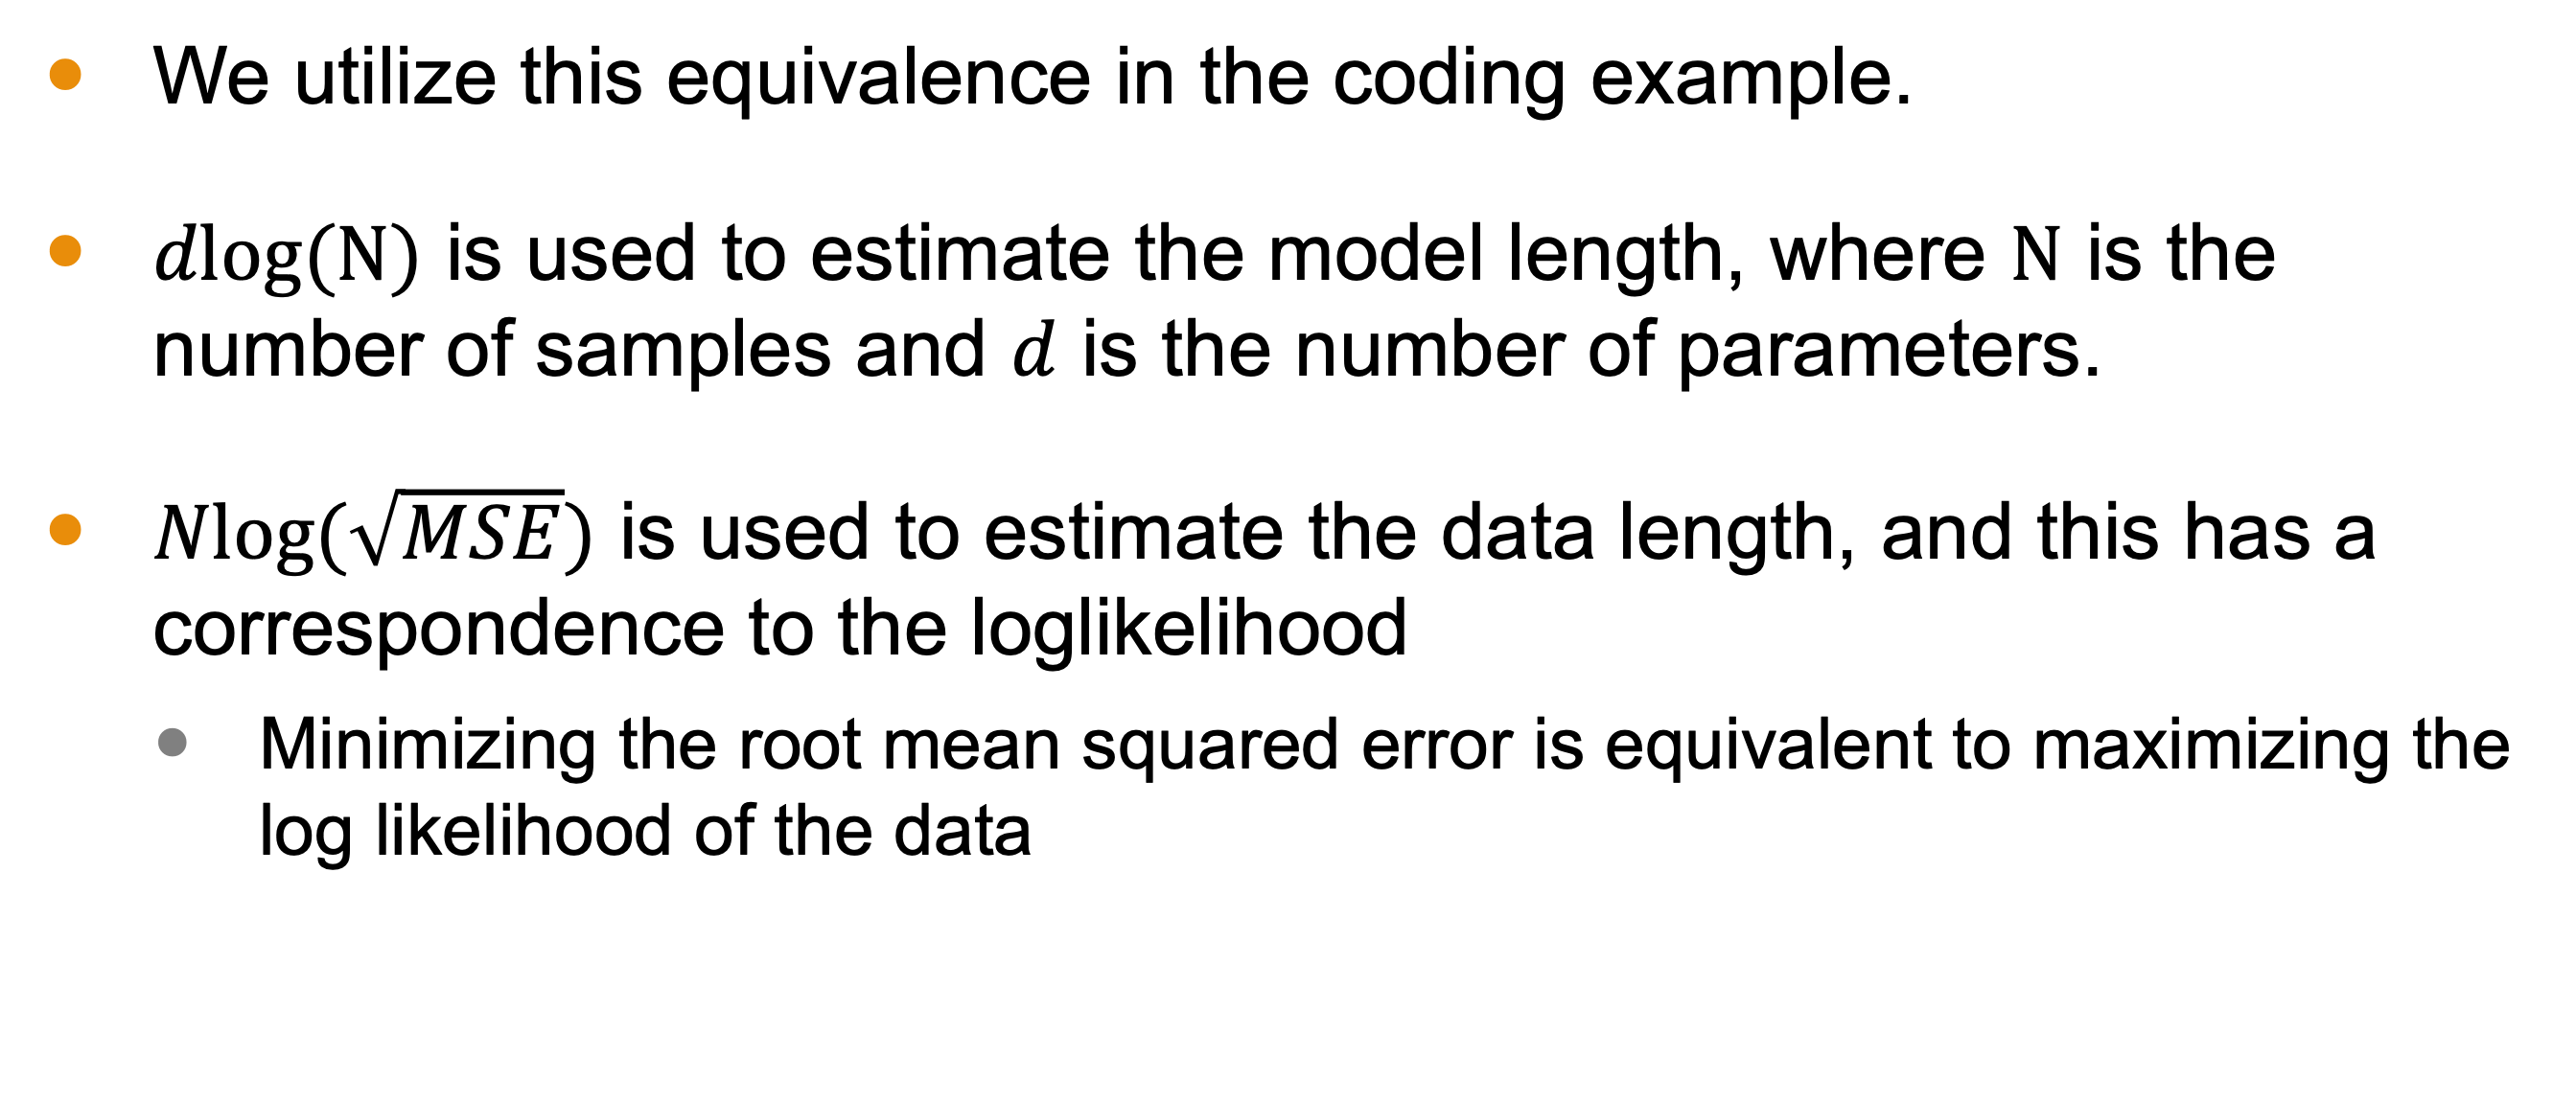 We utilize this equivalence in the coding example.
𝑑log(N) is used to estimate the model length, where N is the
number of samples and 𝑑 is the number of parameters.
𝑁log(√𝑀𝑆𝐸) is used to estimate the data length, and this has a
correspondence to the loglikelihood
Minimizing the root mean squared error is equivalent to maximizing the
log likelihood of the data